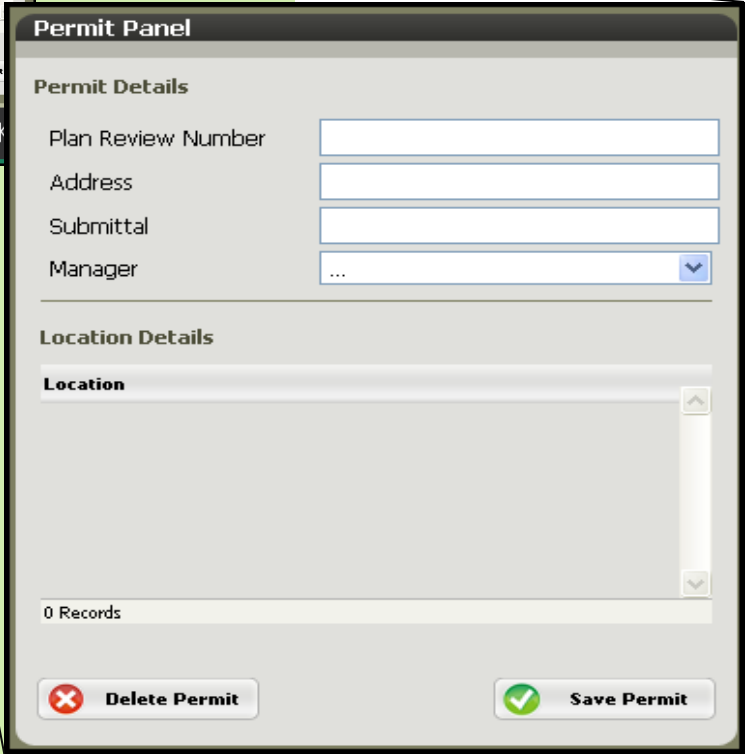 Permit Panel
Permit Details
Plan Review Number
Address
Submittal
Manager
...
Location Details
Location
0 Records
Delete Permit
Save Permit